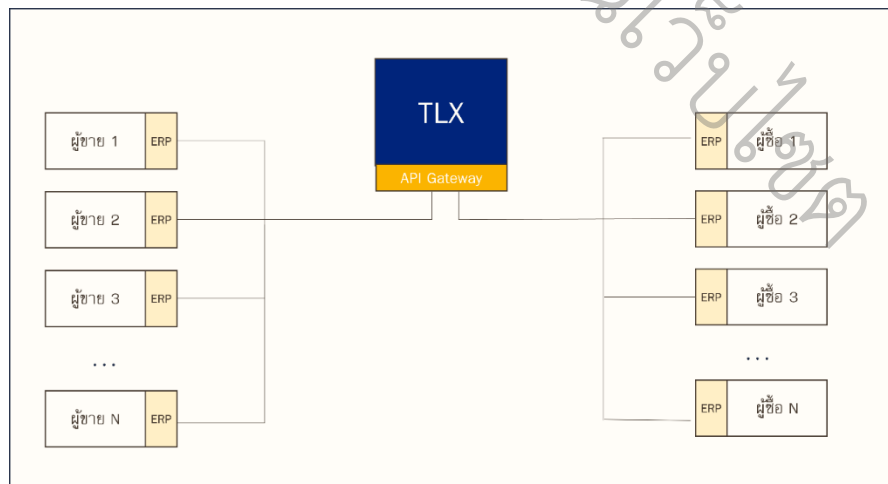 TLX
API Gateway
ผู้ขาย 1 ERP
ผู้ขาย 2 ERP
ผู้ขาย 3 ERP
...
ผู้ขาย N ERP
ERP ผู้ซื้อ 1
ERP ผู้ซื้อ 2
ERP ผู้ซื้อ 3
...
ERP ผู้ซื้อ N